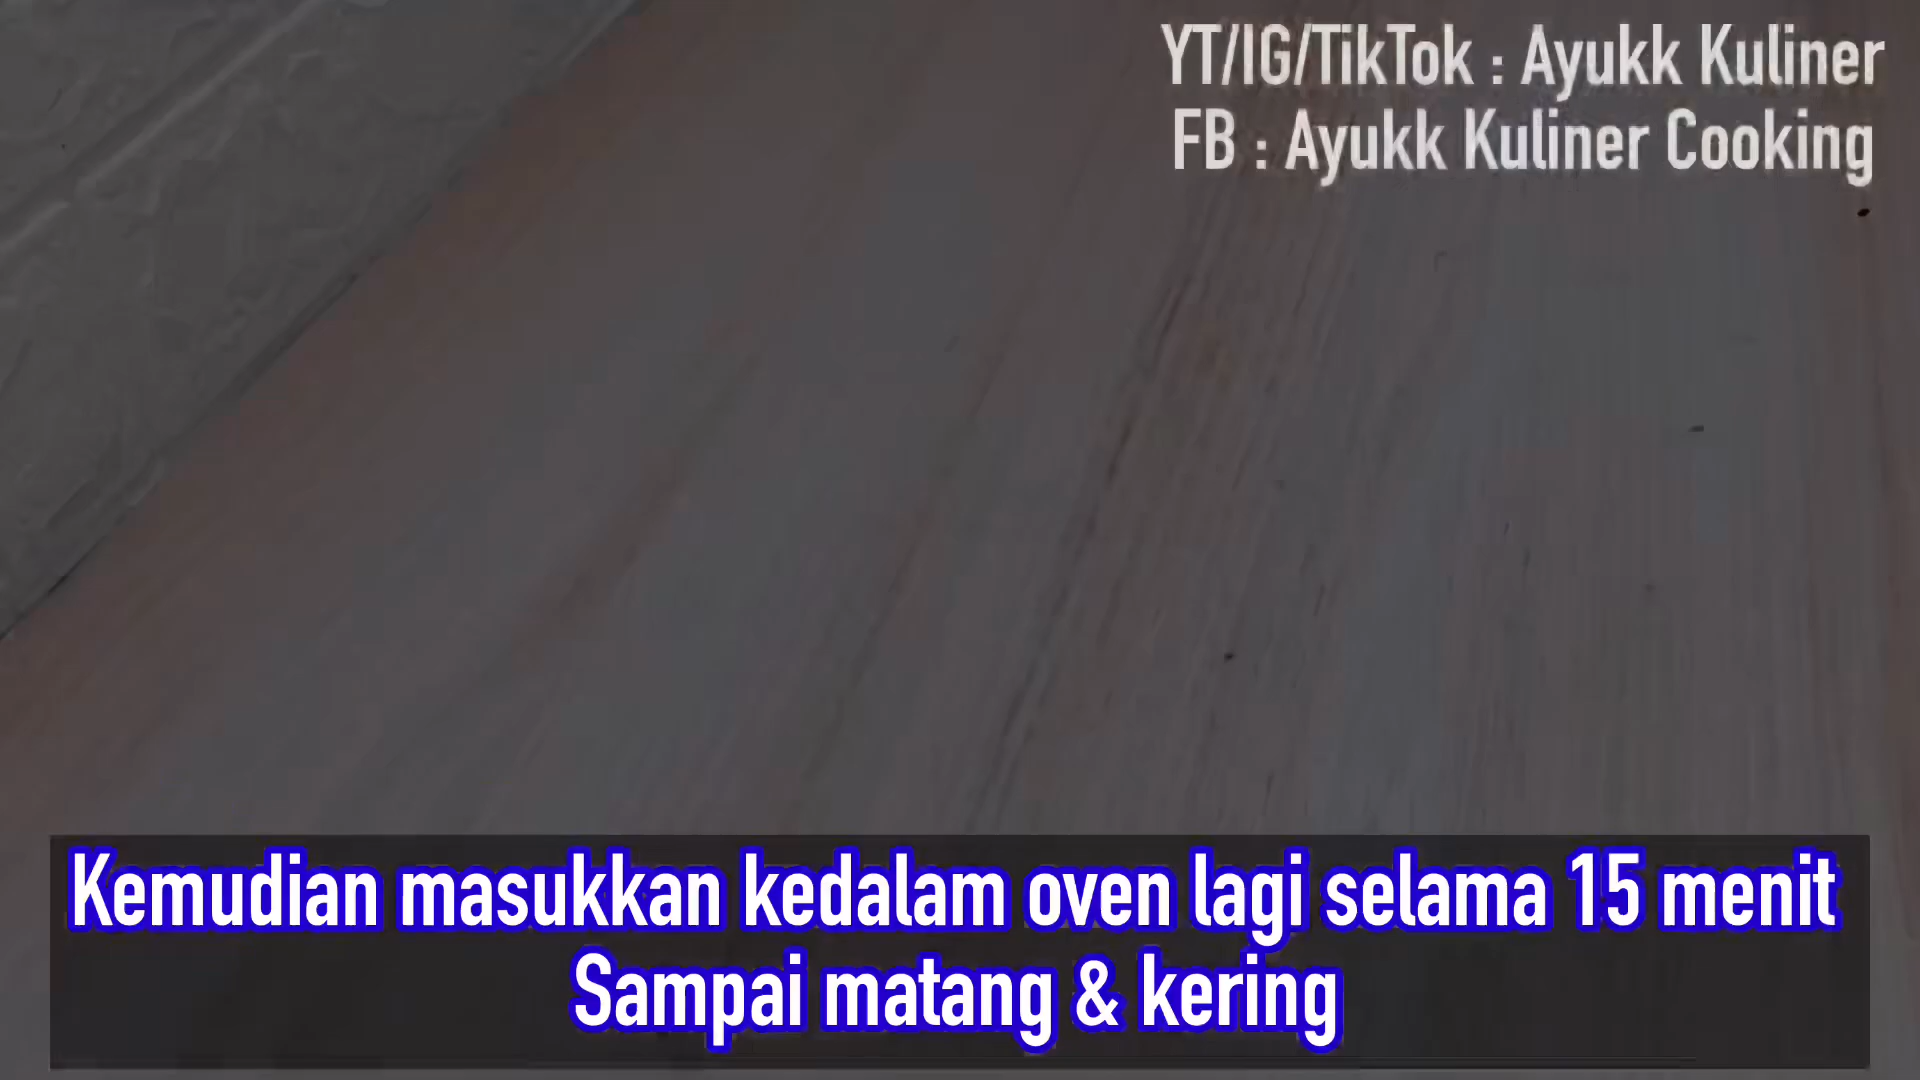 YT/IG/TikTok : Ayukk Kuliner
FB : Ayukk Kuliner Cooking
Kemudian masukkan kedalam oven lagi selama 15 menit
Sampai matang & kering